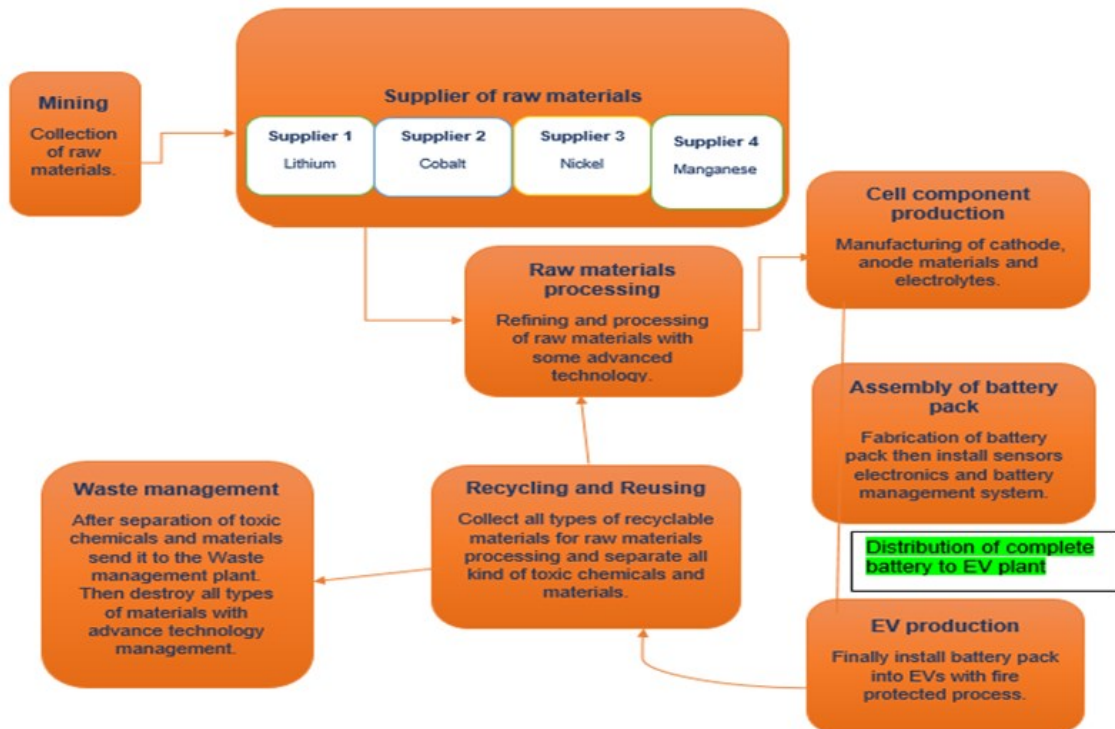 Mining
Collection
of raw
materials.
Supplier of raw materials
Supplier 1
Lithium
Supplier 2
Cobalt
Supplier 3
Nickel
Supplier 4
Manganese
Cell component
production
Manufacturing of cathode,
anode materials and
electrolytes.
Raw materials
processing
Refining and processing
of raw materials with
some advanced
technology.
Assembly of battery
pack
Fabrication of battery
pack then install sensors
electronics and battery
management system.
Distribution of complete
battery to EV plant
EV production
Finally install battery pack
into EVs with fire
protected process.
Recycling and Reusing
Collect all types of recyclable
materials for raw materials
processing and separate all
kind of toxic chemicals and
materials.
Waste management
After separation of toxic
chemicals and materials
send it to the Waste
management plant.
Then destroy all types
of materials with
advance technology
management.